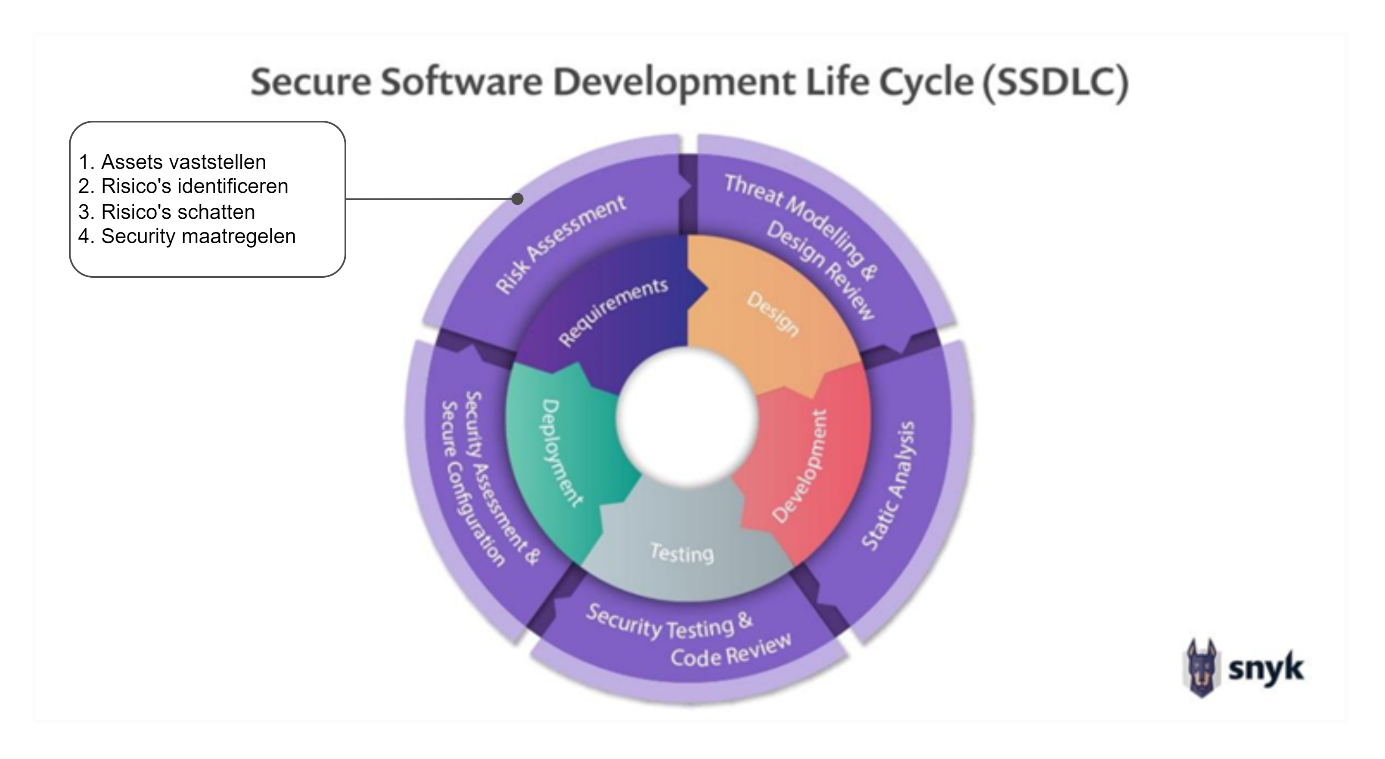 Secure Software Development Life Cycle (SSDLC)
1. Assets vaststellen
2. Risico's identificeren
3. Risico's schatten
4. Security maatregelen
Risk Assessment
Threat Modelling &
Design Review
Requirements
Design
Security Assessment &
Secure Configuration
Deployment
Development
Static Analysis
Testing
Security Testing &
Code Review
snyk